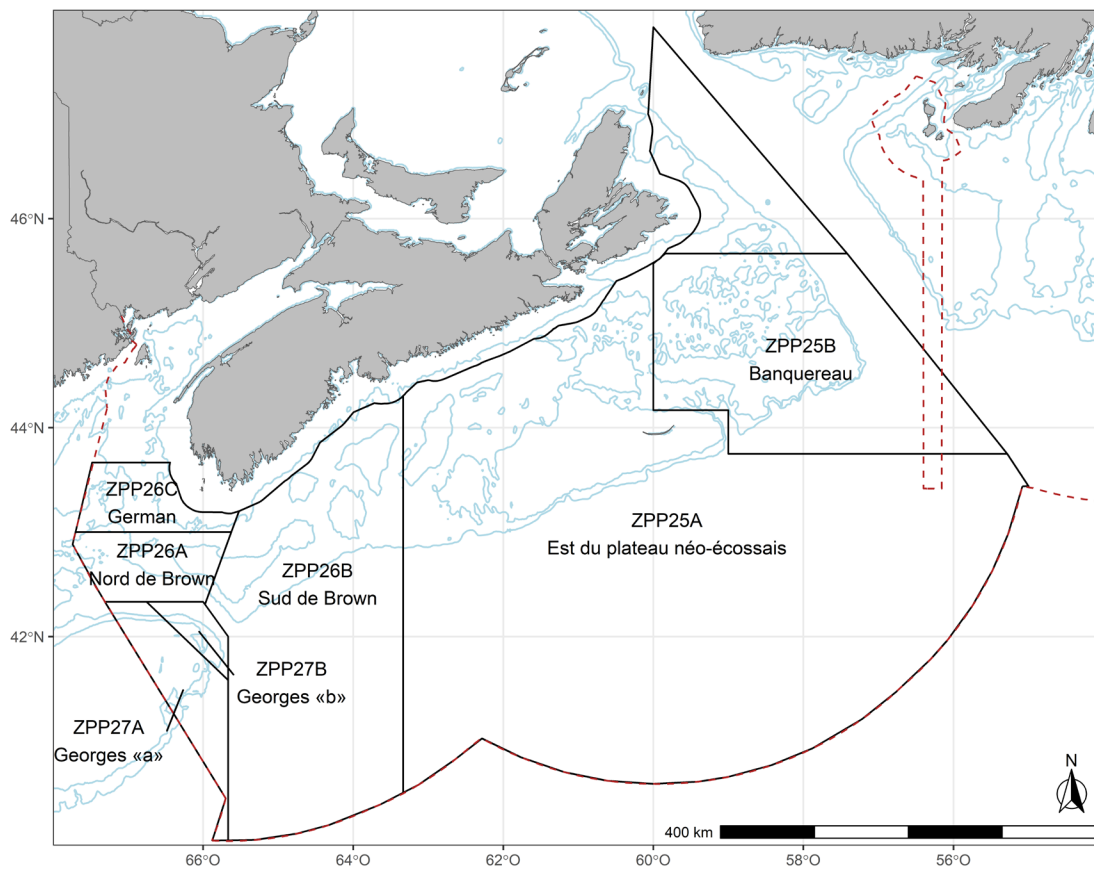 46°N
44°N
42°N
ZPP25B
Banquereau
ZPP26C
German
ZPP25A
Est du plateau néo-écossais
ZPP26A
Nord de Brown
ZPP26B
Sud de Brown
ZPP27B
Georges «b»
ZPP27A
Georges «a»
N
400 km
66°O
64°O
62°O
60°O
58°O
56°O